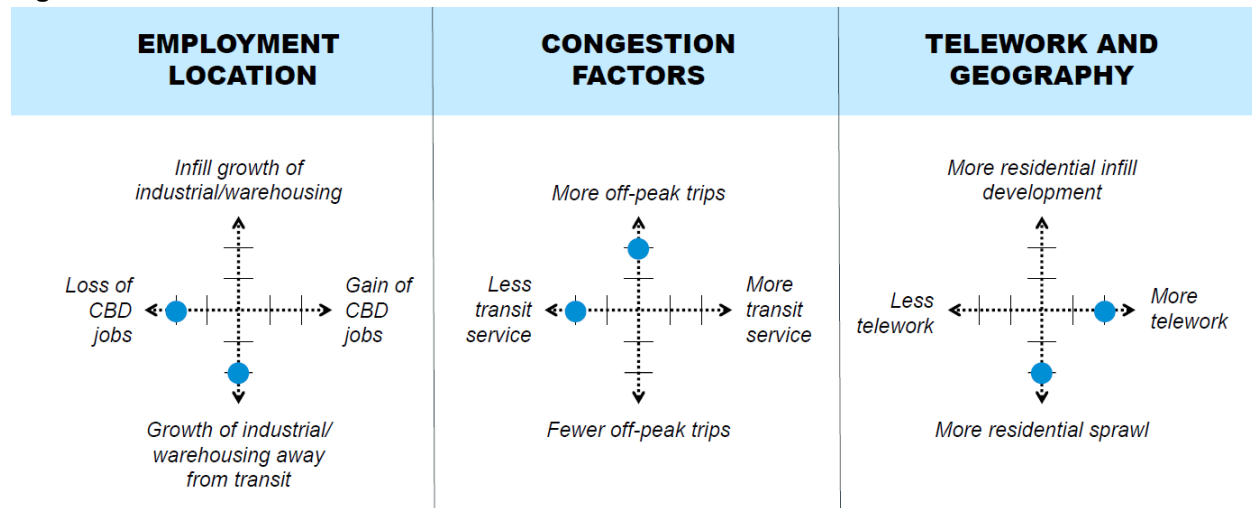 EMPLOYMENT
LOCATION
Infill growth of
industrial/warehousing
Loss of
CBD
jobs
Gain of
CBD
jobs
Growth of industrial/
warehousing away
from transit
CONGESTION
FACTORS
More off-peak trips
Less
transit
service
More
transit
service
Fewer off-peak trips
TELEWORK AND
GEOGRAPHY
More residential infill
development
Less
telework
More
telework
More residential sprawl